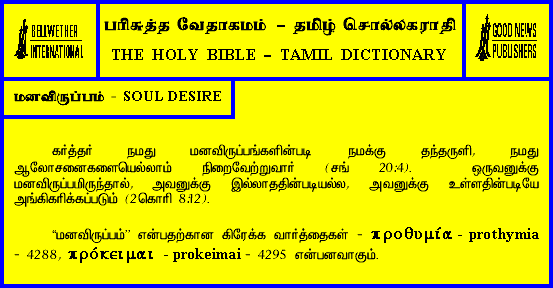 BELLWETHER
INTERNATIONAL
பரிசுத்த வேதாகமம் – தமிழ் சொல்லகராதி
THE HOLY BIBLE – TAMIL DICTIONARY
GOOD NEWS
PUBLISHERS
மனவிருப்பம் - SOUL DESIRE
கர்த்தர் நமது மனவிருப்பங்களின்படி நமக்கு தந்தருளி, நமது
ஆலோசனைகளையெல்லாம் நிறைவேற்றுவார் (சங் 20:4). ஒருவனுக்கு
மனவிருப்பமிருந்தால், அவனுக்கு இல்லாததின்படியல்ல, அவனுக்கு உள்ளதின்படியே
அங்கிகரிக்கப்படும் (2கொரி 8:12).
“மனவிருப்பம்” என்பதற்கான கிரேக்க வார்த்தைகள் - προθυμία - prothymia
- 4288, πρόκειμαι - prokeimai - 4295 என்பனவாகும்.